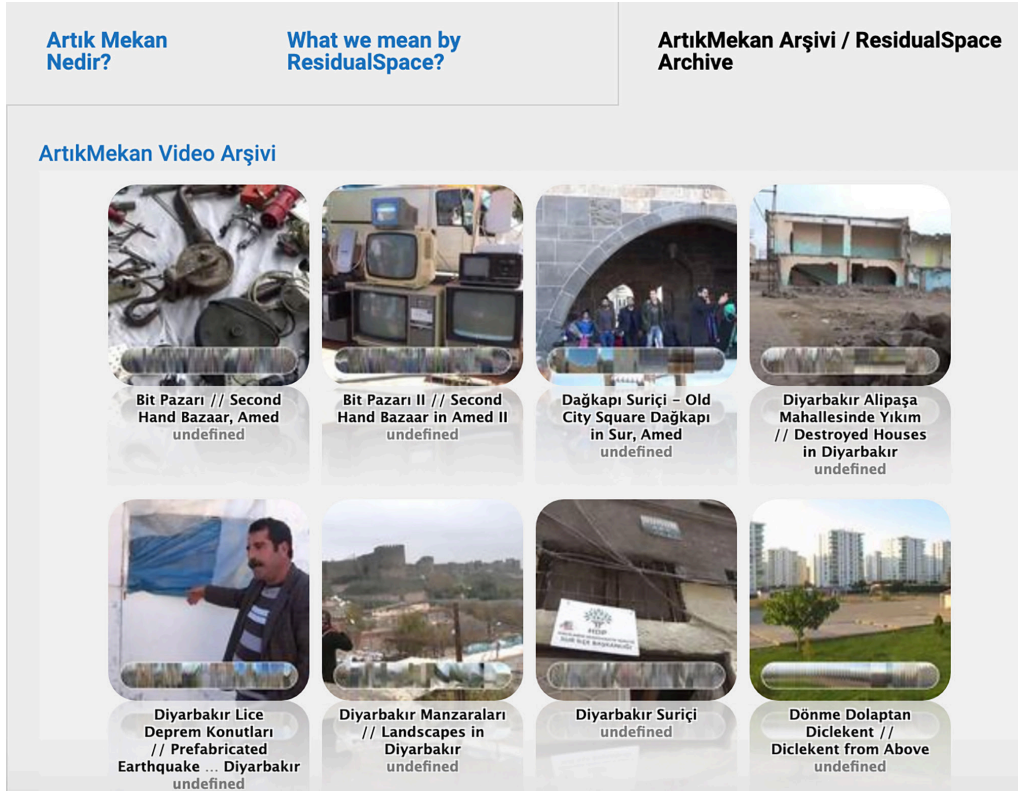 Artık Mekan
Nedir?
What we mean by
ResidualSpace?
ArtıkMekan Arşivi / ResidualSpace
Archive
ArtıkMekan Video Arşivi
Bit Pazarı // Second
Hand Bazaar, Amed
undefined
Bit Pazarı II // Second
Hand Bazaar in Amed II
undefined
Dağkapı Suriçi – Old
City Square Dağkapı
in Sur, Amed
undefined
Diyarbakır Alipaşa
Mahallesinde Yıkım
// Destroyed Houses
in Diyarbakır
undefined
HDP
SUR İLÇE BAŞKANLIĞI
Diyarbakır Lice
Deprem Konutları
// Prefabricated
Earthquake ... Diyarbakır
undefined
Diyarbakır Manzaraları
// Landscapes in
Diyarbakır
undefined
Diyarbakır Suriçi
undefined
Dönme Dolaptan
Diclekent //
Diclekent from Above
undefined